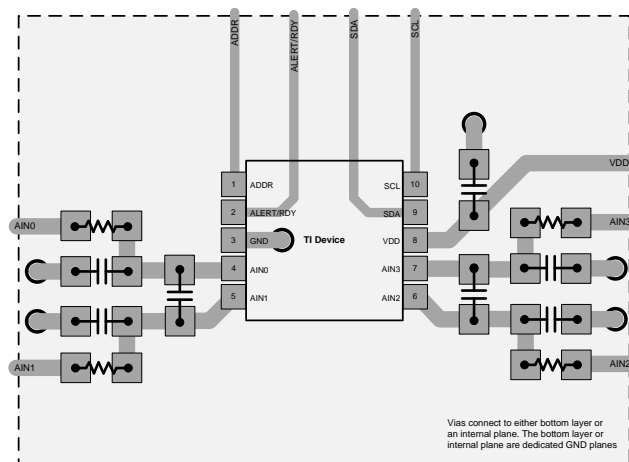 ADDR
ALERT/RDY
SDA
SCL
VDD
1 ADDR
SCL 10
2 ALERT/RDY
SDA 9
3 GND
TI Device
VDD 8
4 AIN0
AIN3 7
5 AIN1
AIN2 6
AIN0
AIN3
AIN1
AIN2
Vias connect to either bottom layer or
an internal plane. The bottom layer or
internal plane are dedicated GND planes